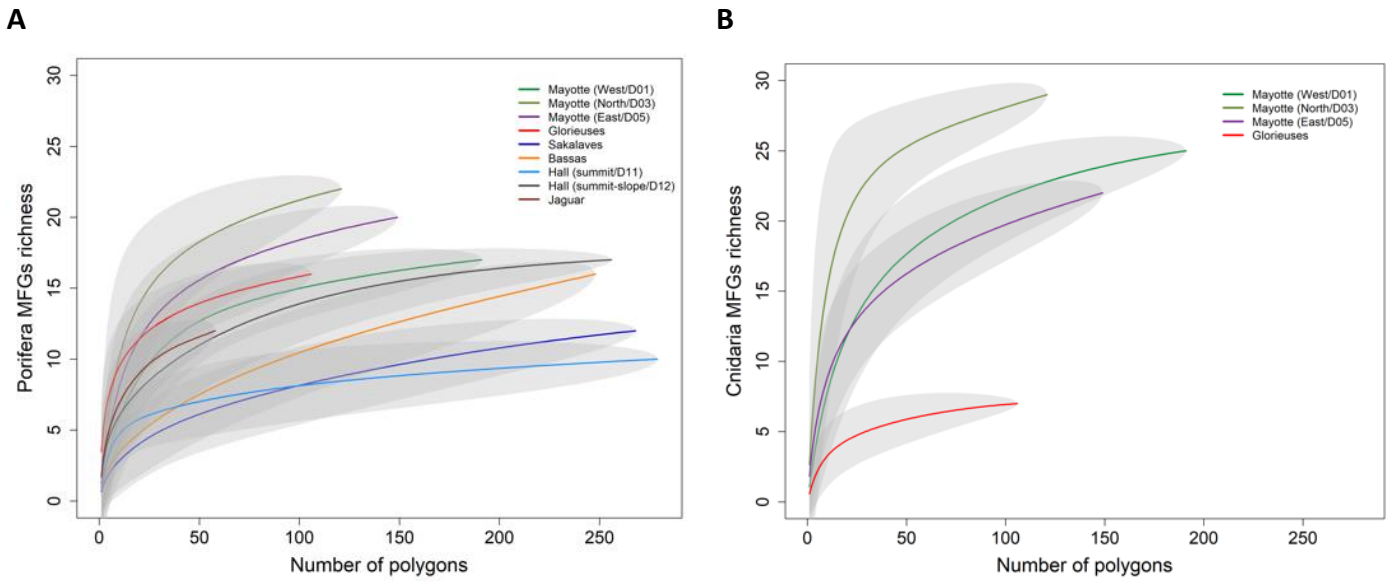 A
Porifera MFGs richness
30
25
20
15
10
5
0
Mayotte (West/D01)
Mayotte (North/D03)
Mayotte (East/D05)
Glorieuses
Sakalaves
Bassas
Hall (summit/D11)
Hall (summit-slope/D12)
Jaguar
0 50 100 150 200 250
Number of polygons
B
Cnidaria MFGs richness
30
25
20
15
10
5
0
Mayotte (West/D01)
Mayotte (North/D03)
Mayotte (East/D05)
Glorieuses
0 50 100 150 200 250
Number of polygons